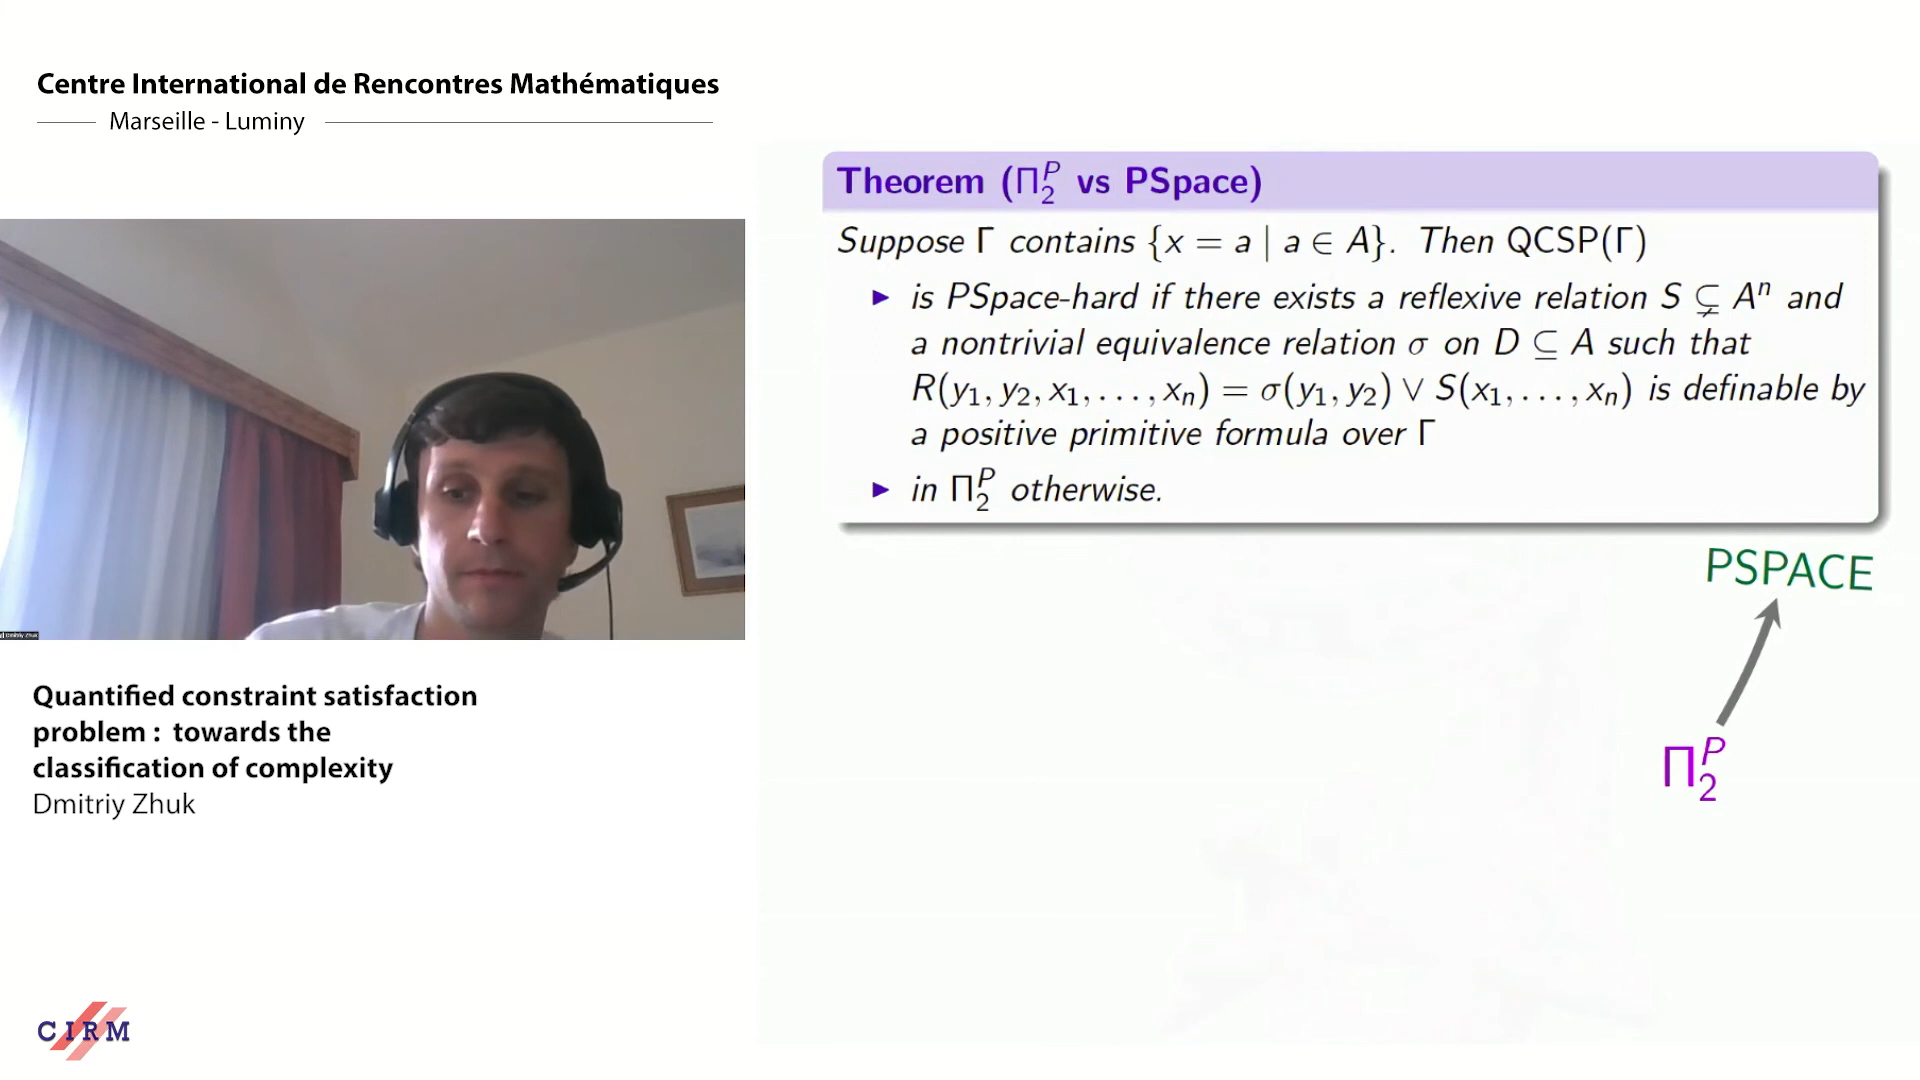 Centre International de Rencontres Mathématiques
Marseille - Luminy
Theorem (Π₂ᴾ vs PSpace)
Suppose Γ contains {x = a | a ∈ A}. Then QCSP(Γ)
▶ is PSpace-hard if there exists a reflexive relation S ⊊ Aⁿ and
a nontrivial equivalence relation σ on D ⊆ A such that
R(y₁, y₂, x₁, . . . , xₙ) = σ(y₁, y₂) ∨ S(x₁, . . . , xₙ) is definable by
a positive primitive formula over Γ
▶ in Π₂ᴾ otherwise.
PSPACE
Π₂ᴾ
Dmitriy Zhuk
Quantified constraint satisfaction
problem : towards the
classification of complexity
Dmitriy Zhuk
CIRM